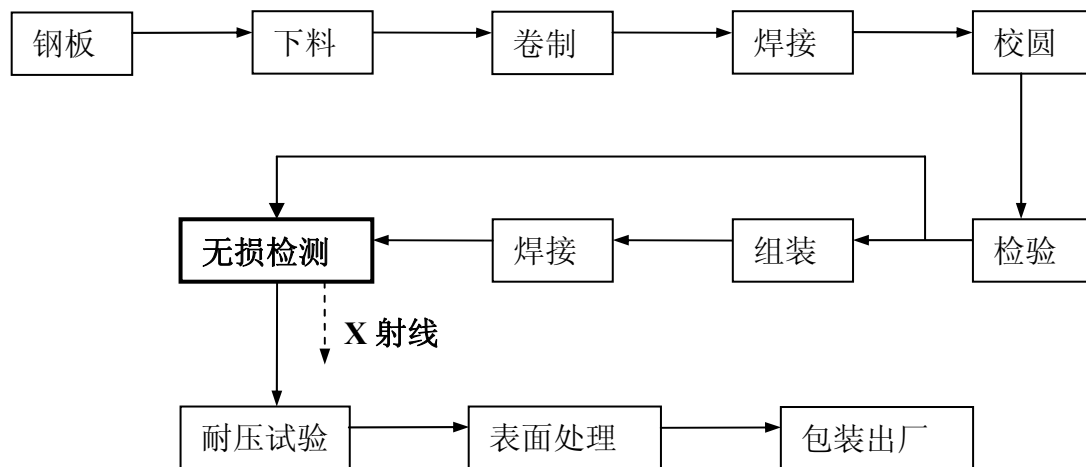 钢板 下料 卷制 焊接 校圆
无损检测 焊接 组装 检验
X 射线
耐压试验 表面处理 包装出厂